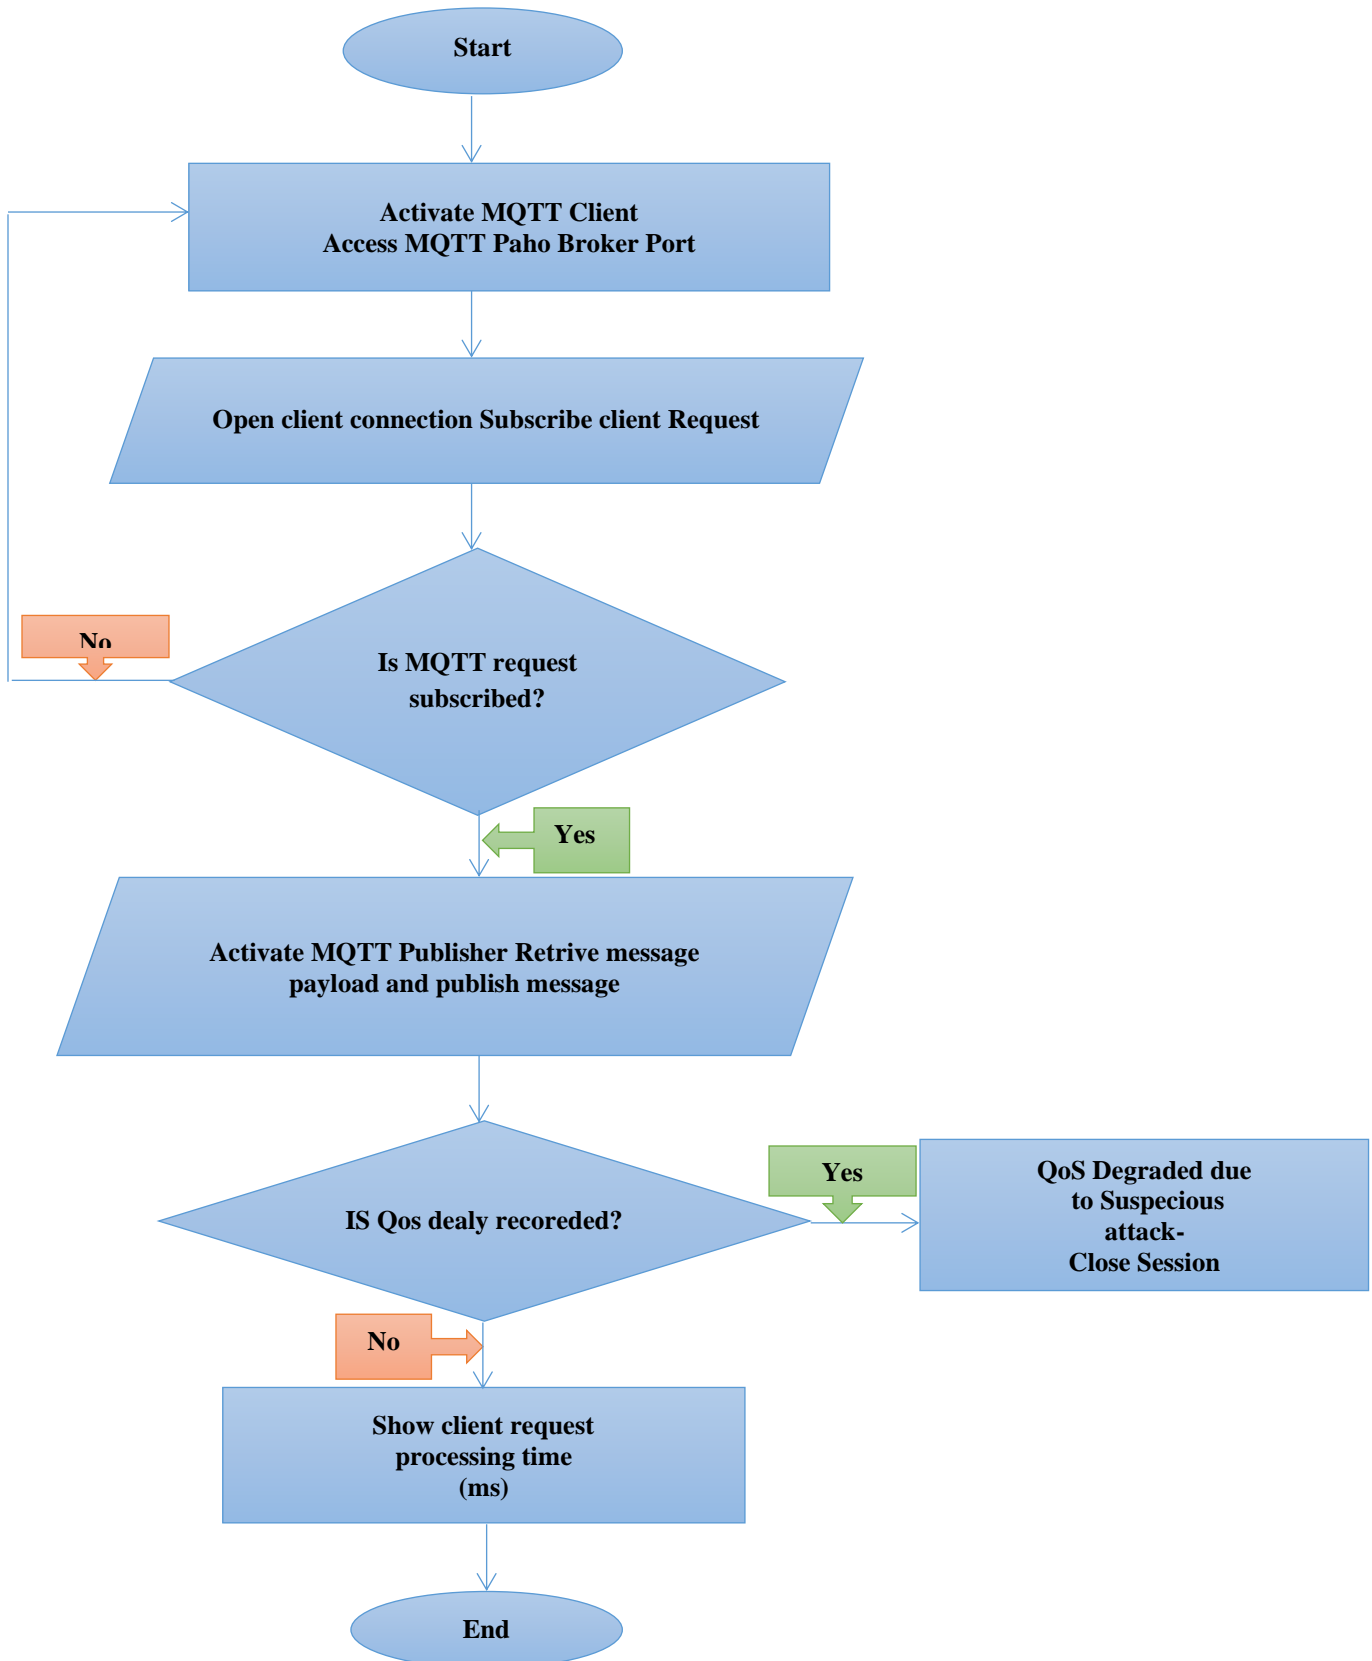 Start
Activate MQTT Client
Access MQTT Paho Broker Port
Open client connection Subscribe client Request
No
Is MQTT request
subscribed?
Yes
Activate MQTT Publisher Retrive message
payload and publish message
Yes
QoS Degraded due
to Suspecious
attack-
Close Session
IS Qos dealy recoreded?
No
Show client request
processing time
(ms)
End